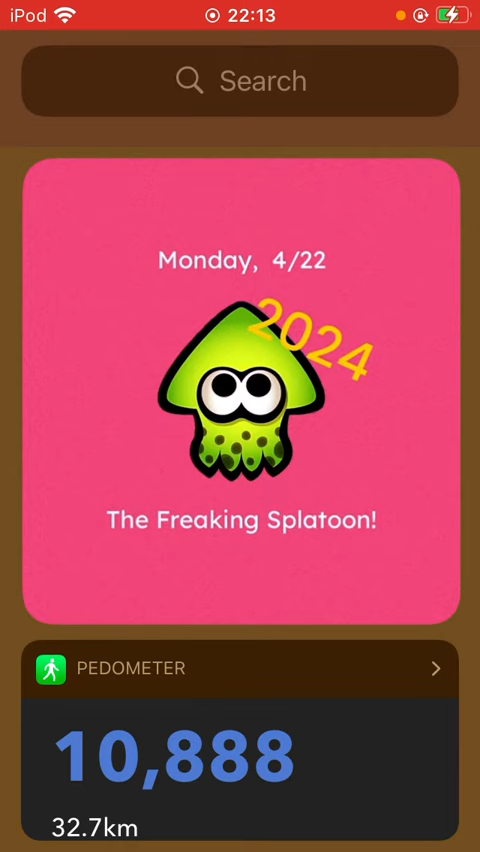 iPod 22:13
Search
Monday, 4/22
2024
The Freaking Splatoon!
PEDOMETER
10,888
32.7km